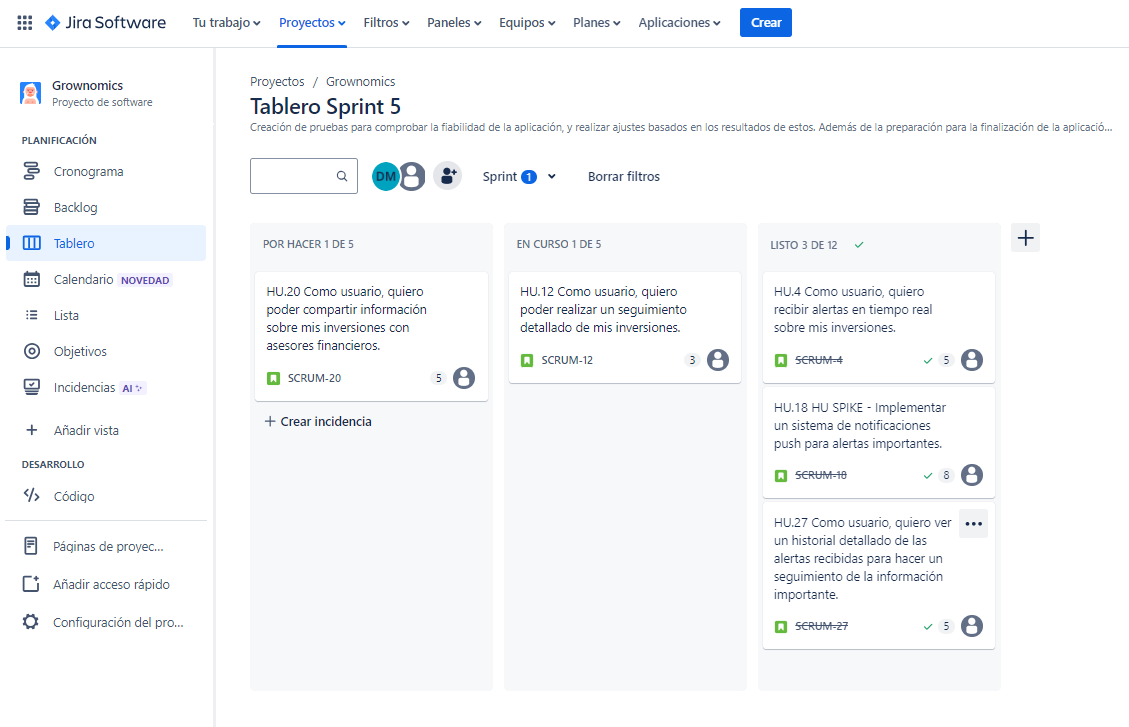 Jira Software
Tu trabajo
Proyectos
Filtros
Paneles
Equipos
Planes
Aplicaciones
Crear
Grownomics
Proyecto de software
PLANIFICACIÓN
Cronograma
Backlog
Tablero
Calendario NOVEDAD
Lista
Objetivos
Incidencias AI
Añadir vista
DESARROLLO
Código
Páginas de proyec...
Añadir acceso rápido
Configuración del pro...
Proyectos / Grownomics
Tablero Sprint 5
Creación de pruebas para comprobar la fiabilidad de la aplicación, y realizar ajustes basados en los resultados de estos. Además de la preparación para la finalización de la aplicació...
DM
Sprint 1
Borrar filtros
POR HACER 1 DE 5
HU.20 Como usuario, quiero
poder compartir información
sobre mis inversiones con
asesores financieros.
SCRUM-20 5
+ Crear incidencia
EN CURSO 1 DE 5
HU.12 Como usuario, quiero
poder realizar un seguimiento
detallado de mis inversiones.
SCRUM-12 3
LISTO 3 DE 12
HU.4 Como usuario, quiero
recibir alertas en tiempo real
sobre mis inversiones.
SCRUM-4 5
HU.18 HU SPIKE - Implementar
un sistema de notificaciones
push para alertas importantes.
SCRUM-18 8
HU.27 Como usuario, quiero ver
un historial detallado de las
alertas recibidas para hacer un
seguimiento de la información
importante.
SCRUM-27 5